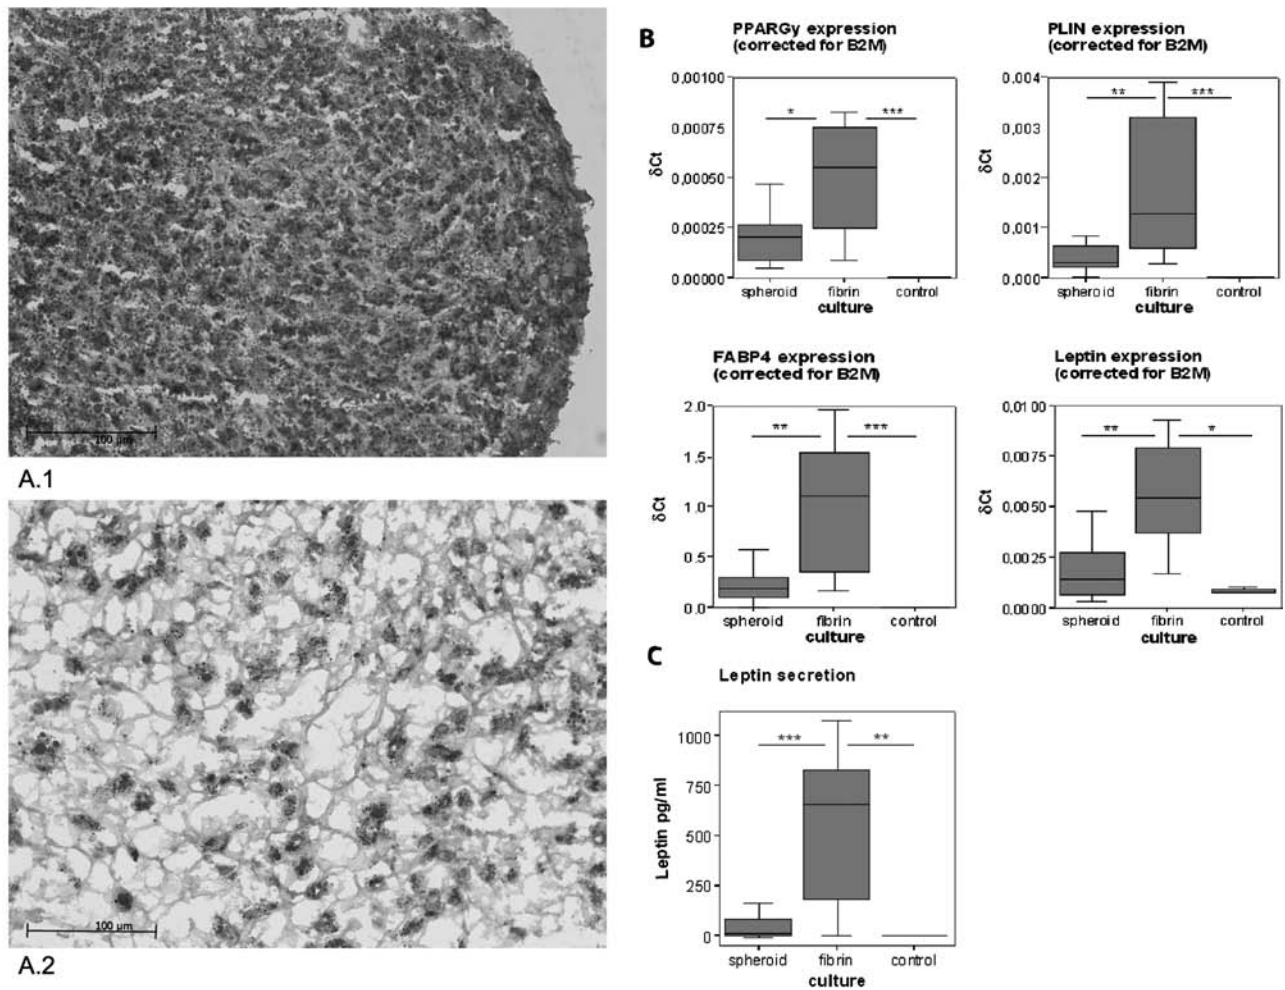 100 µm
A.1
100 µm
A.2
B
PPARGy expression
(corrected for B2M)
0,00100
0,00075
0,00050
0,00025
0,00000
δCt
* ***
spheroid fibrin control
culture
PLIN expression
(corrected for B2M)
0,004
0,003
0,002
0,001
0,000
δCt
** ***
spheroid fibrin control
culture
FABP4 expression
(corrected for B2M)
2,0
1,5
1,0
0,5
0,0
δCt
** ***
spheroid fibrin control
culture
Leptin expression
(corrected for B2M)
0,0100
0,0075
0,0050
0,0025
0,0000
δCt
** *
spheroid fibrin control
culture
C
Leptin secretion
1000
750
500
250
0
Leptin pg/ml
*** **
spheroid fibrin control
culture